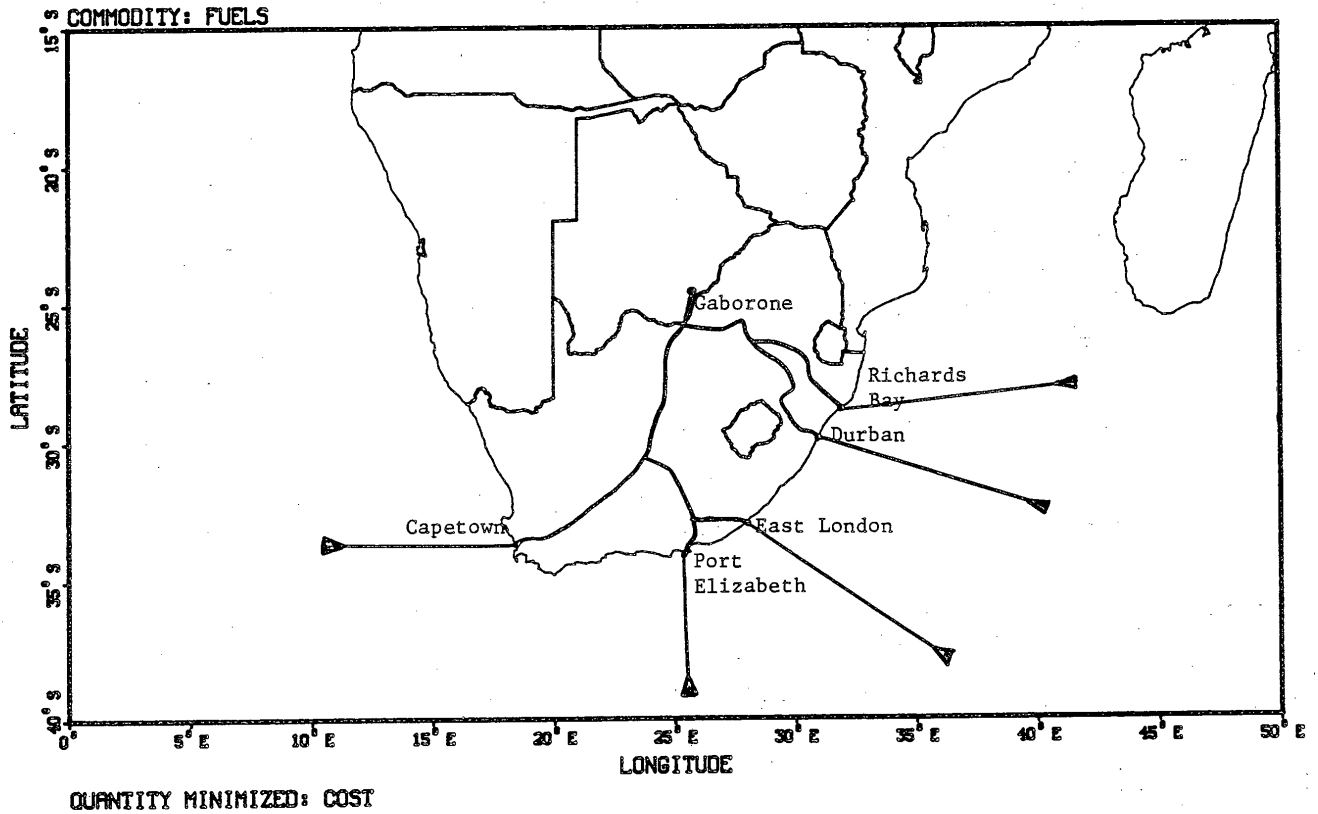 COMMODITY: FUELS
15° S
20° S
25° S
30° S
35° S
40° S
LATITUDE
Gaborone
Richards
Bay
Durban
Capetown
East London
Port
Elizabeth
0° 5° E 10° E 15° E 20° E 25° E 30° E 35° E 40° E 45° E 50° E
LONGITUDE
QUANTITY MINIMIZED: COST